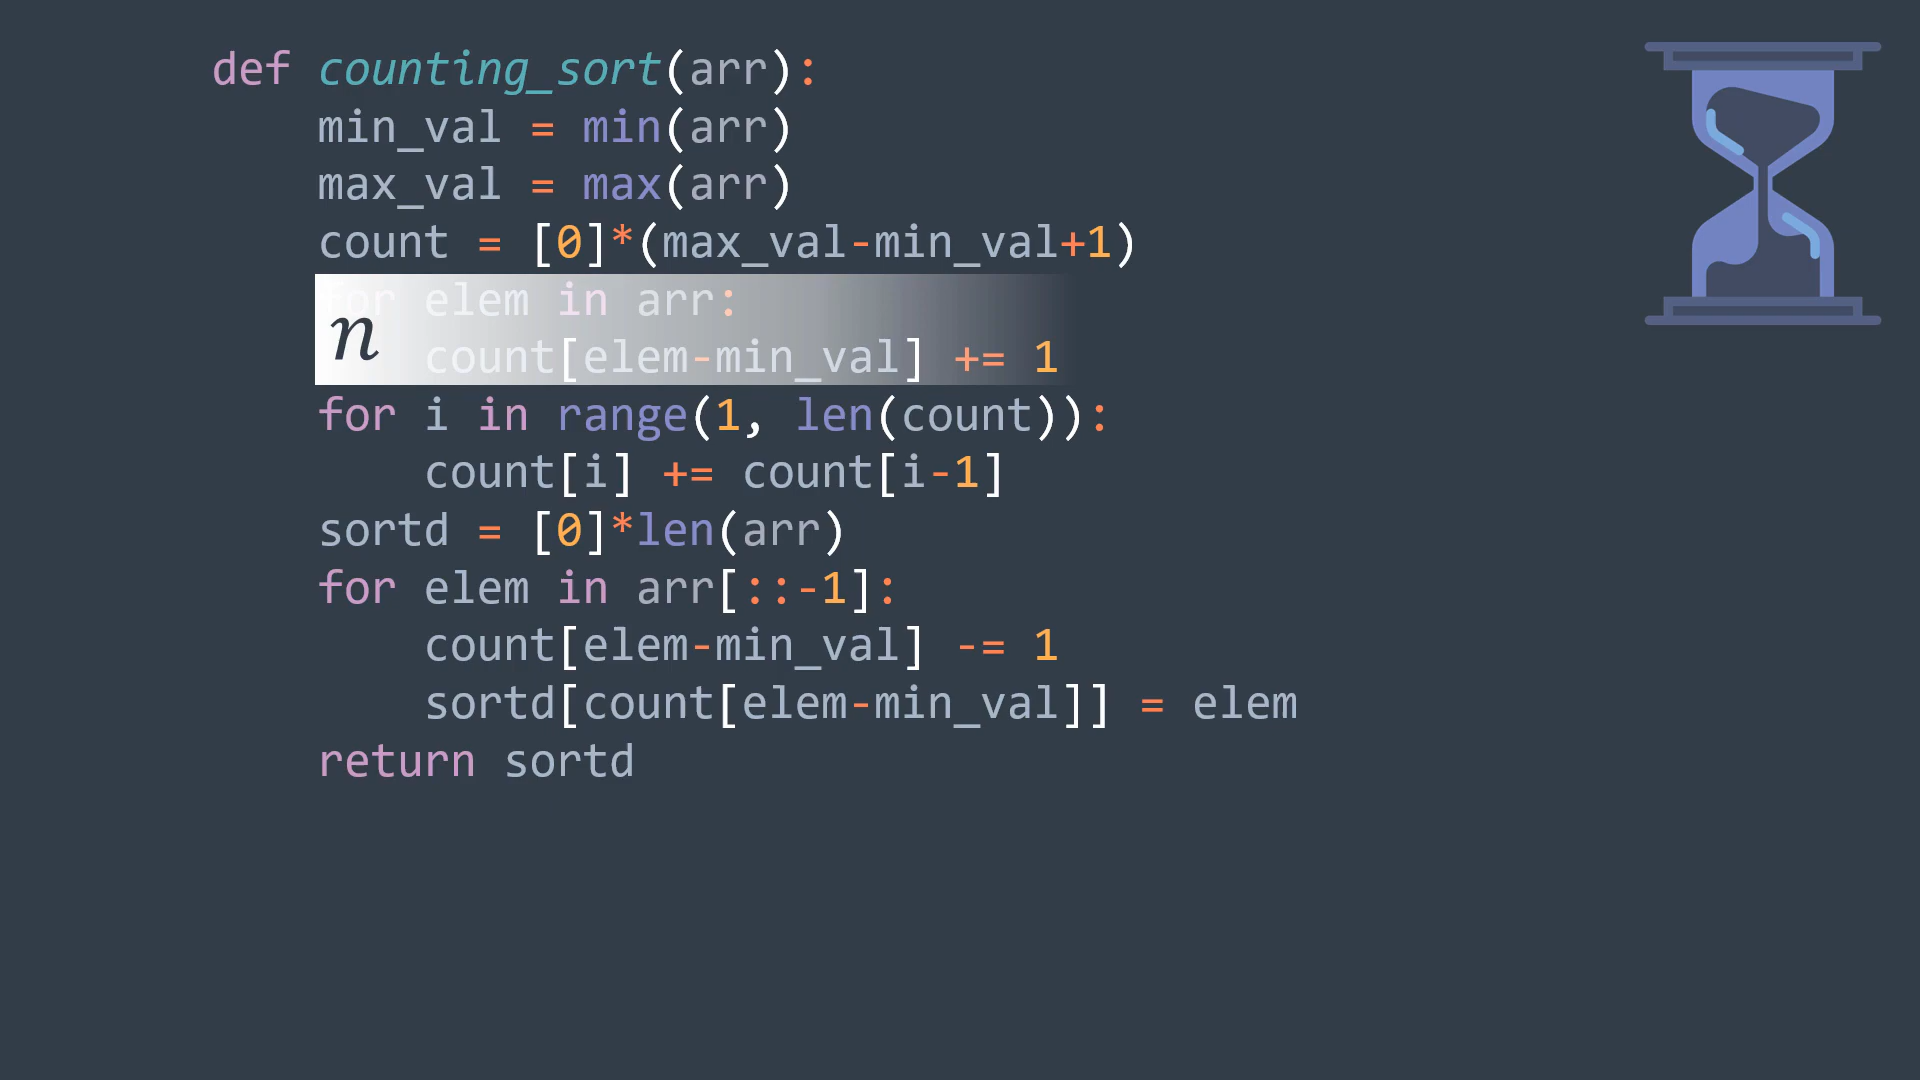 def counting_sort(arr):
    min_val = min(arr)
    max_val = max(arr)
    count = [0]*(max_val-min_val+1)
    for elem in arr:
n
        count[elem-min_val] += 1
    for i in range(1, len(count)):
        count[i] += count[i-1]
    sortd = [0]*len(arr)
    for elem in arr[::-1]:
        count[elem-min_val] -= 1
        sortd[count[elem-min_val]] = elem
    return sortd